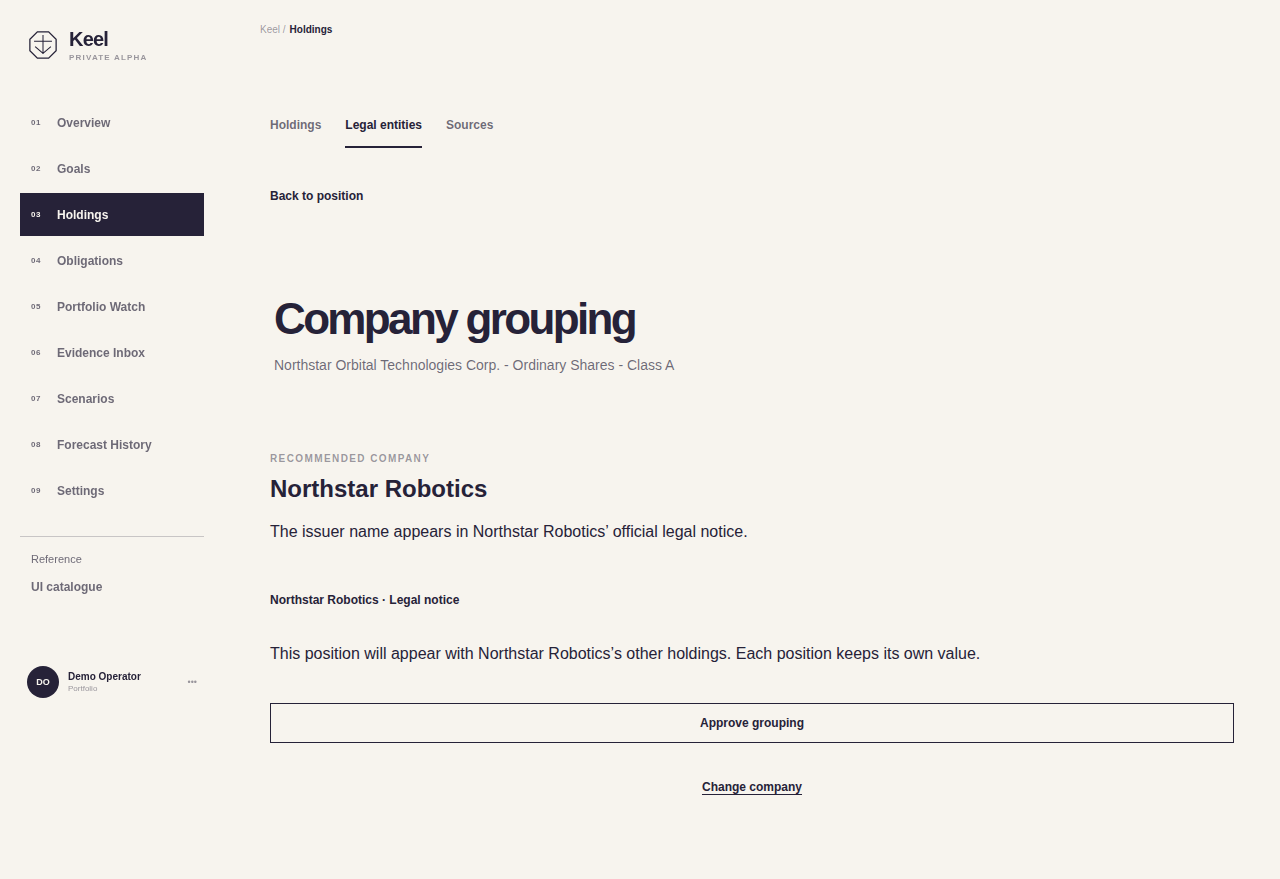 Keel
PRIVATE ALPHA
01 Overview
02 Goals
03 Holdings
04 Obligations
05 Portfolio Watch
06 Evidence Inbox
07 Scenarios
08 Forecast History
09 Settings
Reference
UI catalogue
DO
Demo Operator
Portfolio
•••
Keel / Holdings
Holdings Legal entities Sources
Back to position
Company grouping
Northstar Orbital Technologies Corp. - Ordinary Shares - Class A
RECOMMENDED COMPANY
Northstar Robotics
The issuer name appears in Northstar Robotics’ official legal notice.
Northstar Robotics · Legal notice
This position will appear with Northstar Robotics’s other holdings. Each position keeps its own value.
Approve grouping
Change company